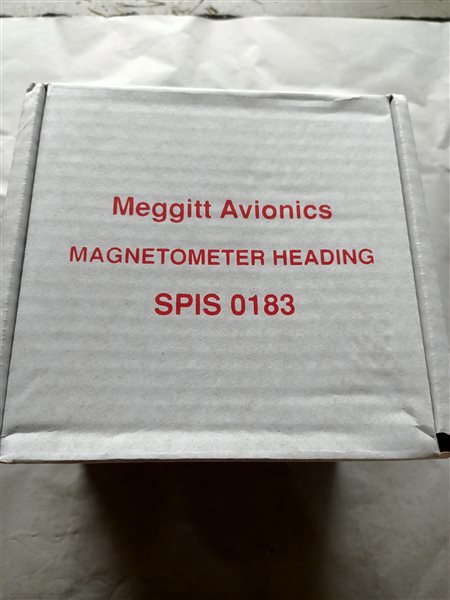 Meggitt Avionics
MAGNETOMETER HEADING
SPIS 0183